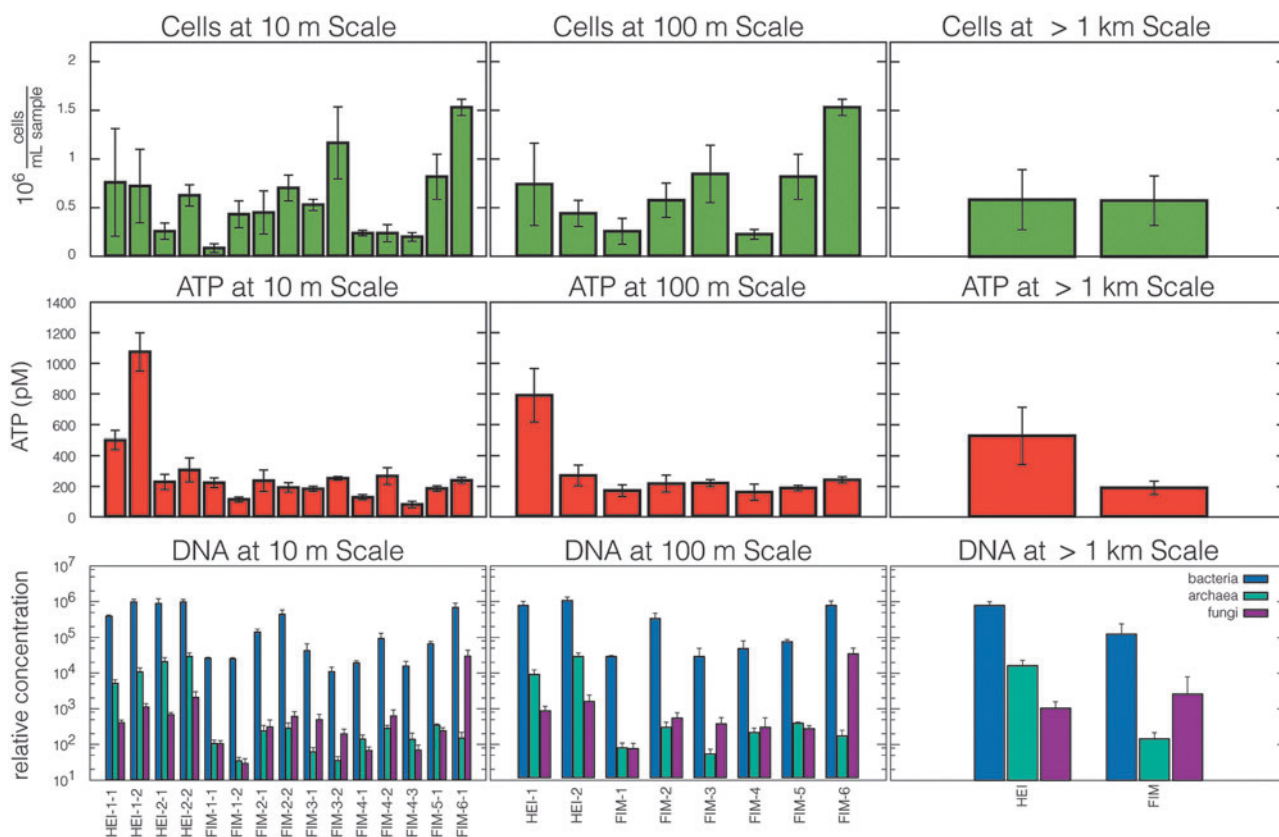 Cells at 10 m Scale
Cells at 100 m Scale
Cells at > 1 km Scale
10^6 cells / mL sample
2
1.5
1
0.5
0
ATP at 10 m Scale
ATP at 100 m Scale
ATP at > 1 km Scale
ATP (pM)
1400
1200
1000
800
600
400
200
0
DNA at 10 m Scale
DNA at 100 m Scale
DNA at > 1 km Scale
relative concentration
10^7
10^6
10^5
10^4
10^3
10^2
10^1
bacteria
archaea
fungi
HEI-1-1
HEI-1-2
HEI-2-1
HEI-2-2
FIM-1-1
FIM-1-2
FIM-2-1
FIM-2-2
FIM-3-1
FIM-3-2
FIM-4-1
FIM-4-2
FIM-4-3
FIM-5-1
FIM-6-1
HEI-1
HEI-2
FIM-1
FIM-2
FIM-3
FIM-4
FIM-5
FIM-6
HEI
FIM